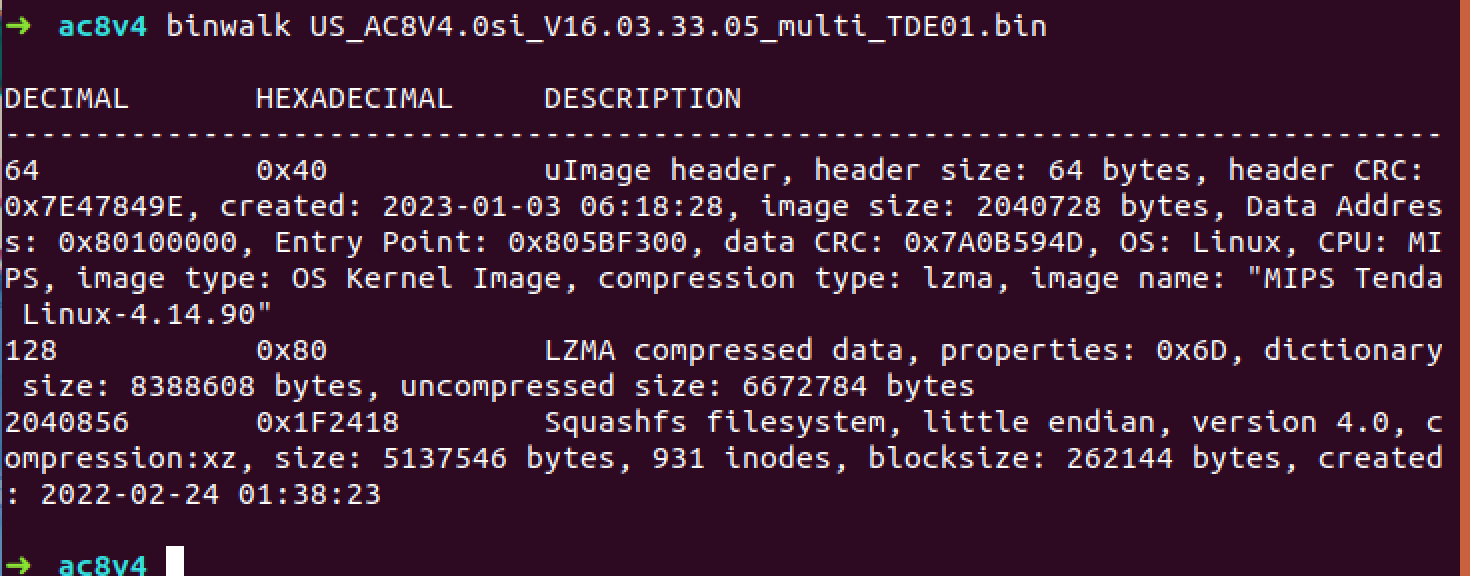 ➜ ac8v4 binwalk US_AC8V4.0si_V16.03.33.05_multi_TDE01.bin
DECIMAL HEXADECIMAL DESCRIPTION
--------------------------------------------------------------------------------
64 0x40 uImage header, header size: 64 bytes, header CRC:
0x7E47849E, created: 2023-01-03 06:18:28, image size: 2040728 bytes, Data Addres
s: 0x80100000, Entry Point: 0x805BF300, data CRC: 0x7A0B594D, OS: Linux, CPU: MI
PS, image type: OS Kernel Image, compression type: lzma, image name: "MIPS Tenda
 Linux-4.14.90"
128 0x80 LZMA compressed data, properties: 0x6D, dictionary
 size: 8388608 bytes, uncompressed size: 6672784 bytes
2040856 0x1F2418 Squashfs filesystem, little endian, version 4.0, c
ompression:xz, size: 5137546 bytes, 931 inodes, blocksize: 262144 bytes, created
: 2022-02-24 01:38:23
➜ ac8v4